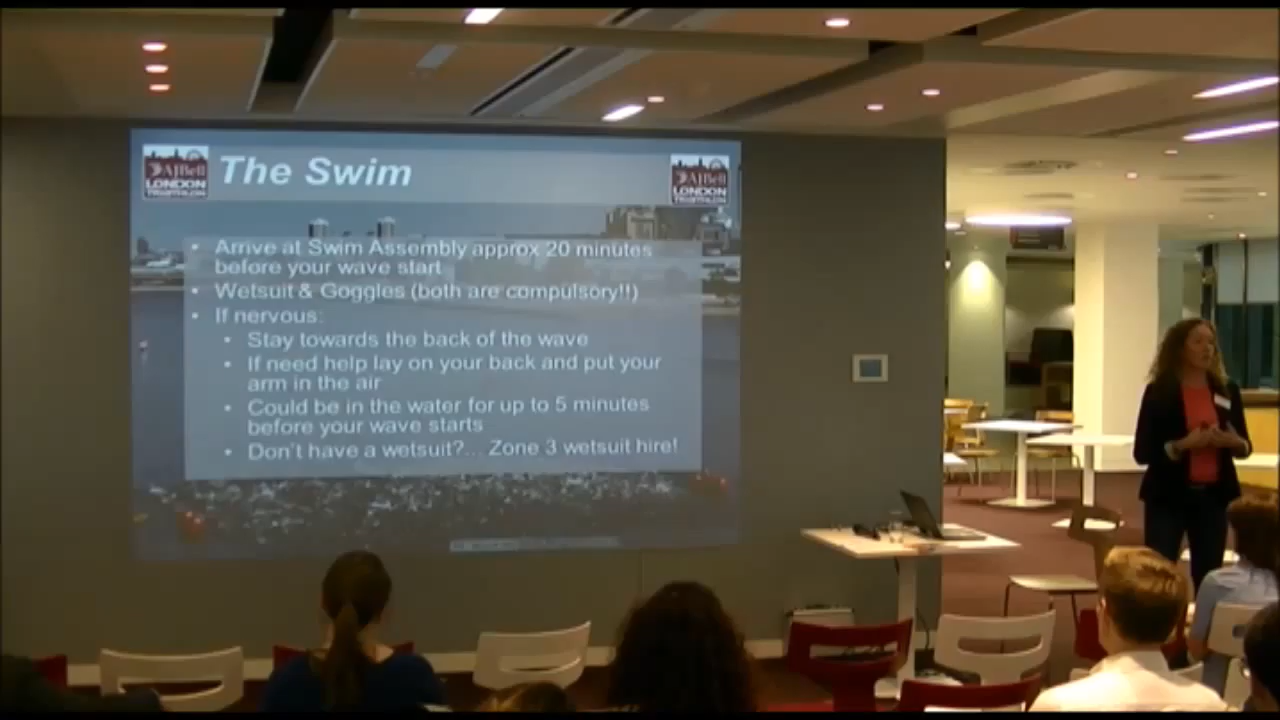 The Swim
AJBell
LONDON
TRIATHLON
AJBell
LONDON
TRIATHLON
• Arrive at Swim Assembly approx 20 minutes
before your wave start
• Wetsuit & Goggles (both are compulsory!!)
• If nervous:
• Stay towards the back of the wave
• If need help lay on your back and put your
arm in the air
• Could be in the water for up to 5 minutes
before your wave starts
• Don't have a wetsuit?... Zone 3 wetsuit hire!